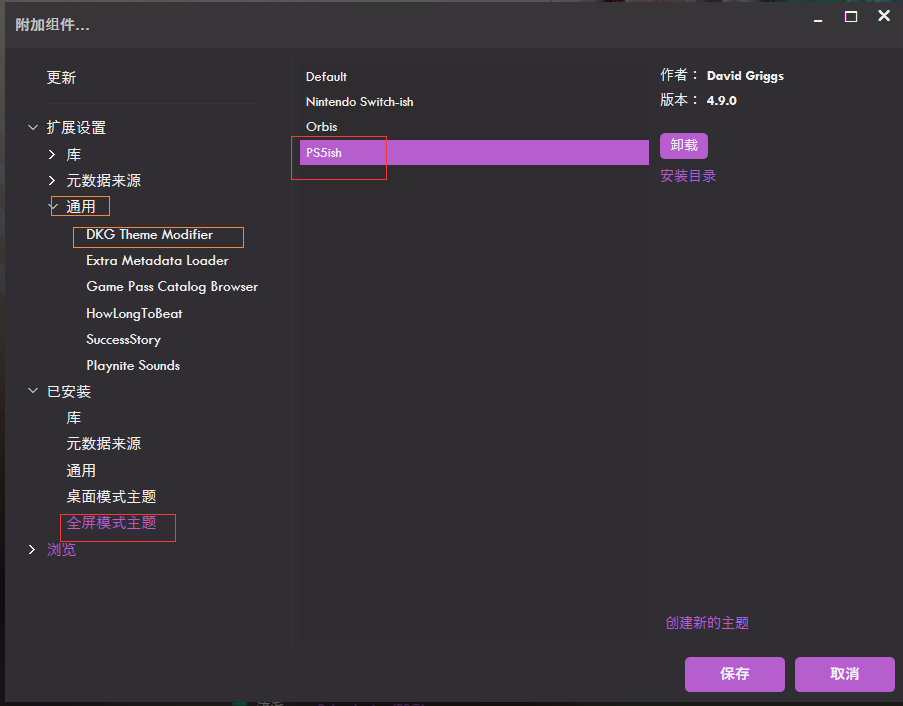 附加组件...
更新
扩展设置
库
元数据来源
通用
DKG Theme Modifier
Extra Metadata Loader
Game Pass Catalog Browser
HowLongToBeat
SuccessStory
Playnite Sounds
已安装
库
元数据来源
通用
桌面模式主题
全屏模式主题
浏览
Default
Nintendo Switch-ish
Orbis
PS5ish
作者： David Griggs
版本： 4.9.0
卸载
安装目录
创建新的主题
保存
取消